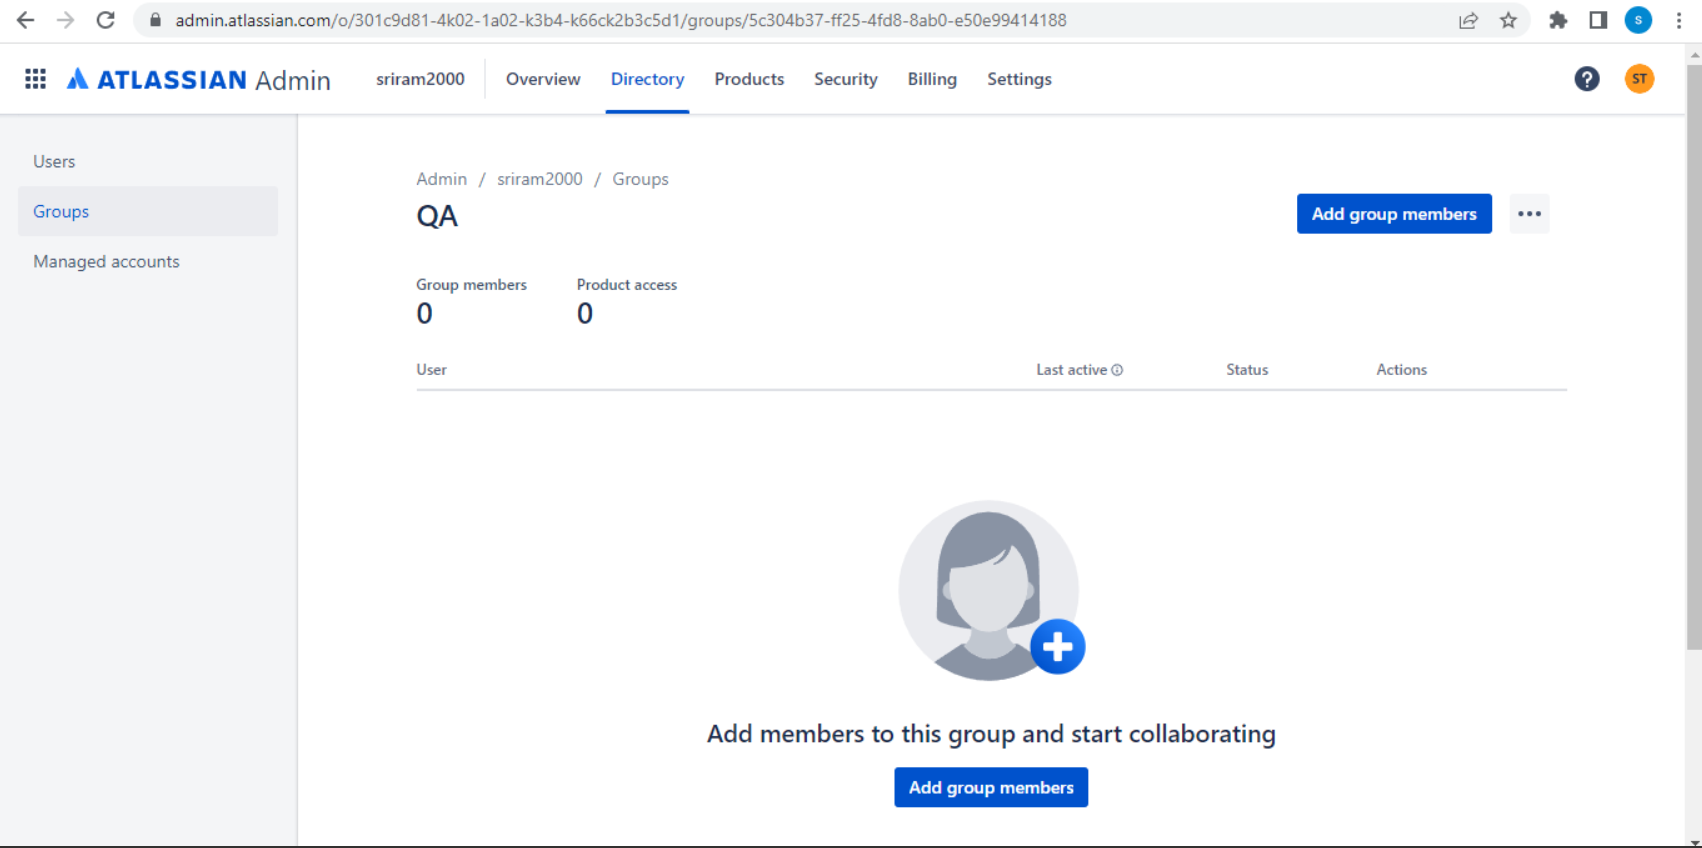 admin.atlassian.com/o/301c9d81-4k02-1a02-k3b4-k66ck2b3c5d1/groups/5c304b37-ff25-4fd8-8ab0-e50e99414188
S
ATLASSIAN Admin sriram2000 Overview Directory Products Security Billing Settings ? ST
Users
Groups
Managed accounts
Admin / sriram2000 / Groups
QA
Add group members
Group members Product access
0 0
User Last active Status Actions
Add members to this group and start collaborating
Add group members